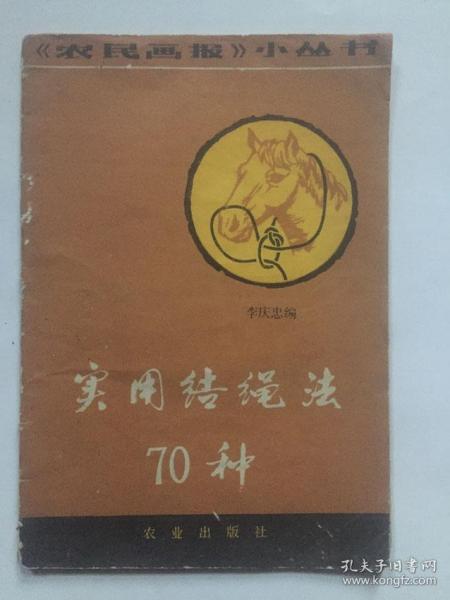 《农民画报》小丛书
李庆忠编
实用结绳法
70种
农业出版社
孔夫子旧书网
www.kongfz.com